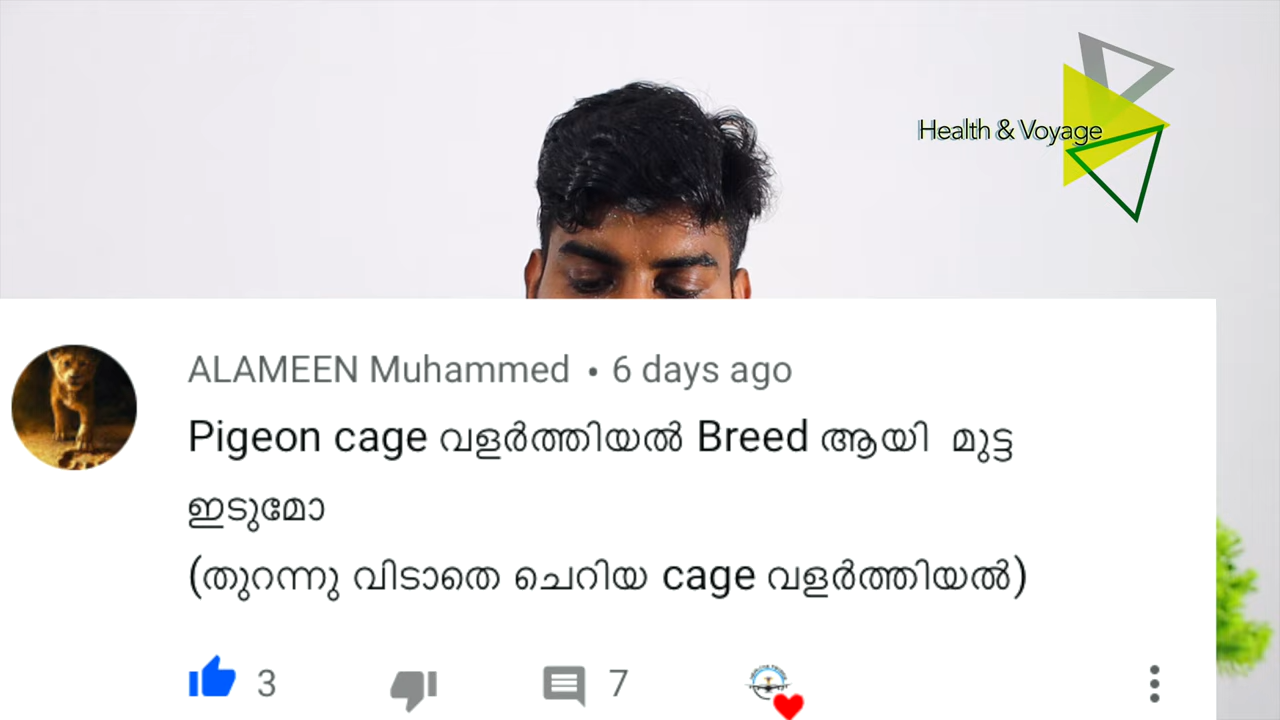 Health & Voyage
ALAMEEN Muhammed • 6 days ago
Pigeon cage വളർത്തിയൽ Breed ആയി മുട്ട
ഇടുമോ
(തുറന്നു വിടാതെ ചെറിയ cage വളർത്തിയൽ)
3
7